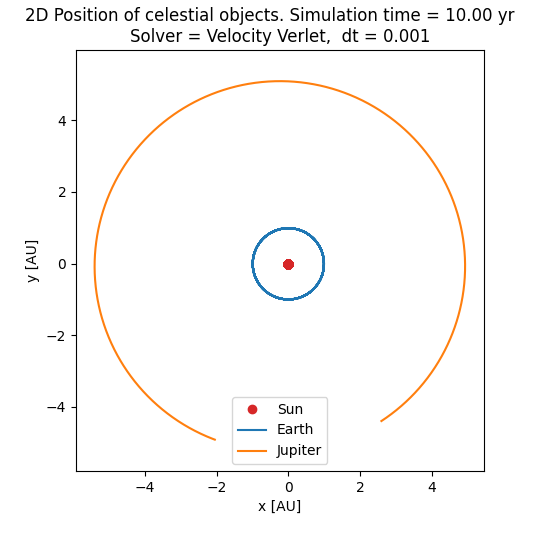 2D Position of celestial objects. Simulation time = 10.00 yr
Solver = Velocity Verlet,  dt = 0.001
y [AU]
4
2
0
−2
−4
−4
−2
0
2
4
x [AU]
Sun
Earth
Jupiter